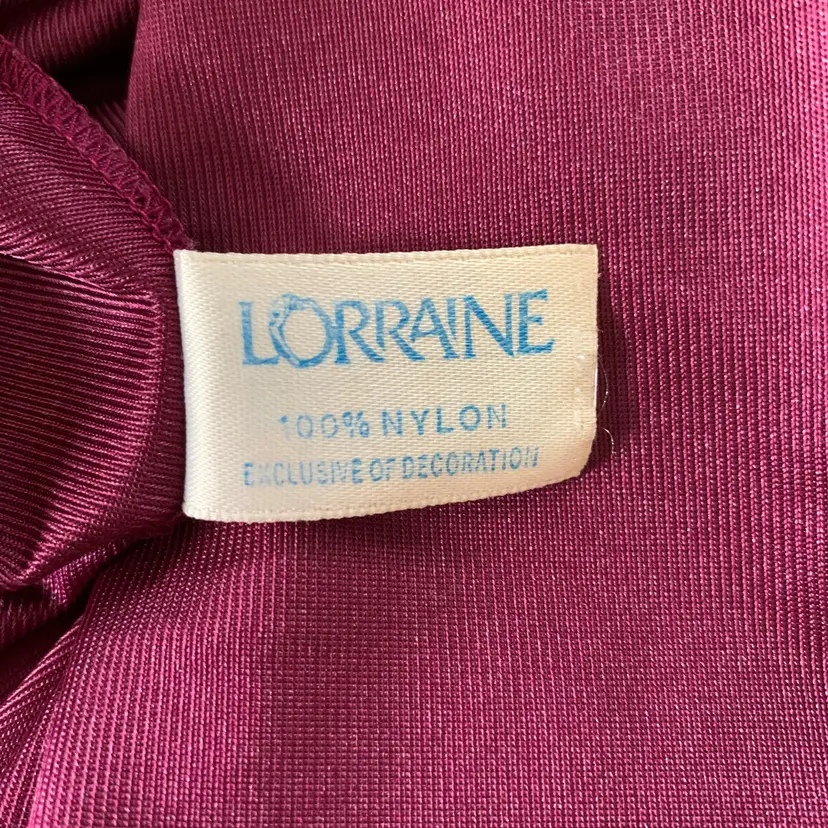 LORRAINE
100% NYLON
EXCLUSIVE OF DECORATION